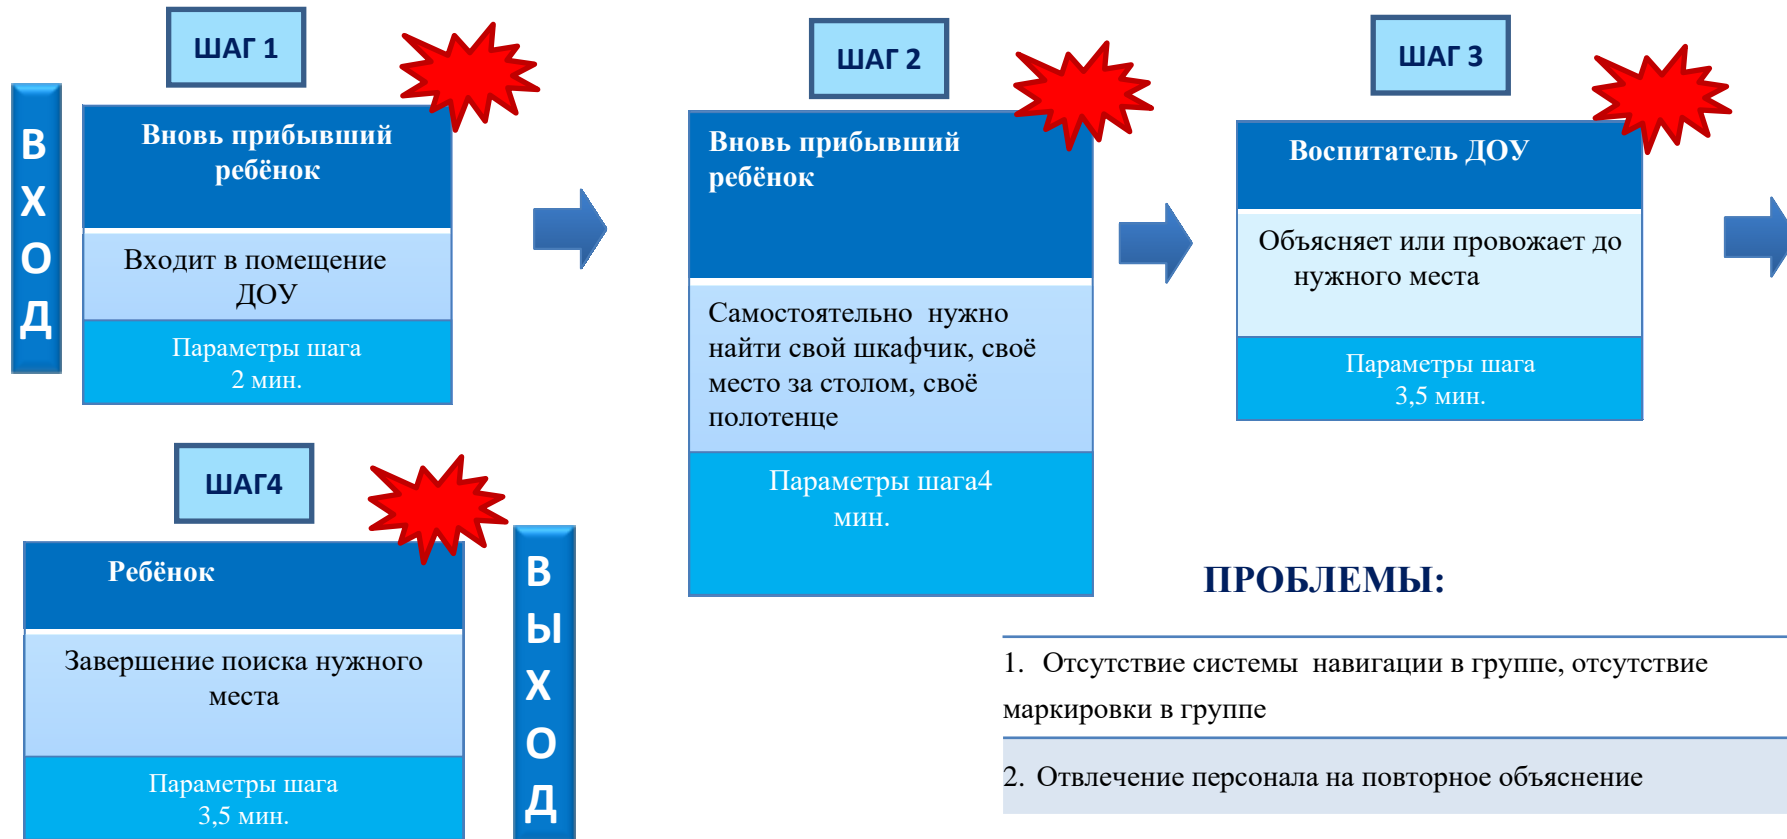 ВХОД
ШАГ 1
Вновь прибывший
ребёнок
Входит в помещение
ДОУ
Параметры шага
2 мин.
ШАГ 2
Вновь прибывший
ребёнок
Самостоятельно нужно
найти свой шкафчик, своё
место за столом, своё
полотенце
Параметры шага4
мин.
ШАГ 3
Воспитатель ДОУ
Объясняет или провожает до
нужного места
Параметры шага
3,5 мин.
ШАГ4
Ребёнок
Завершение поиска нужного
места
Параметры шага
3,5 мин.
ВЫХОД
ПРОБЛЕМЫ:
1. Отсутствие системы навигации в группе, отсутствие
маркировки в группе
2. Отвлечение персонала на повторное объяснение